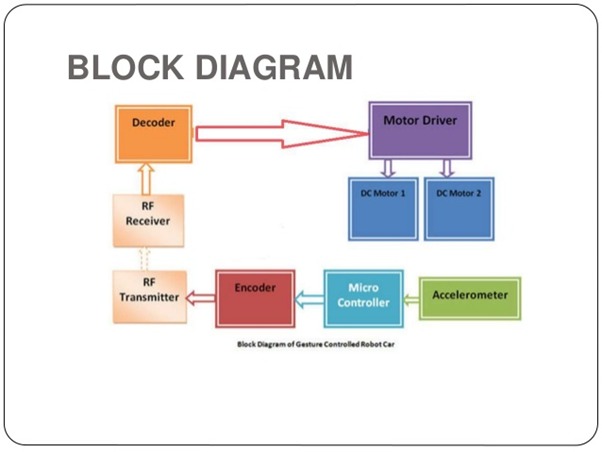 BLOCK DIAGRAM
Decoder
Motor Driver
DC Motor 1
DC Motor 2
RF
Receiver
RF
Transmitter
Encoder
Micro
Controller
Accelerometer
Block Diagram of Gesture Controlled Robot Car